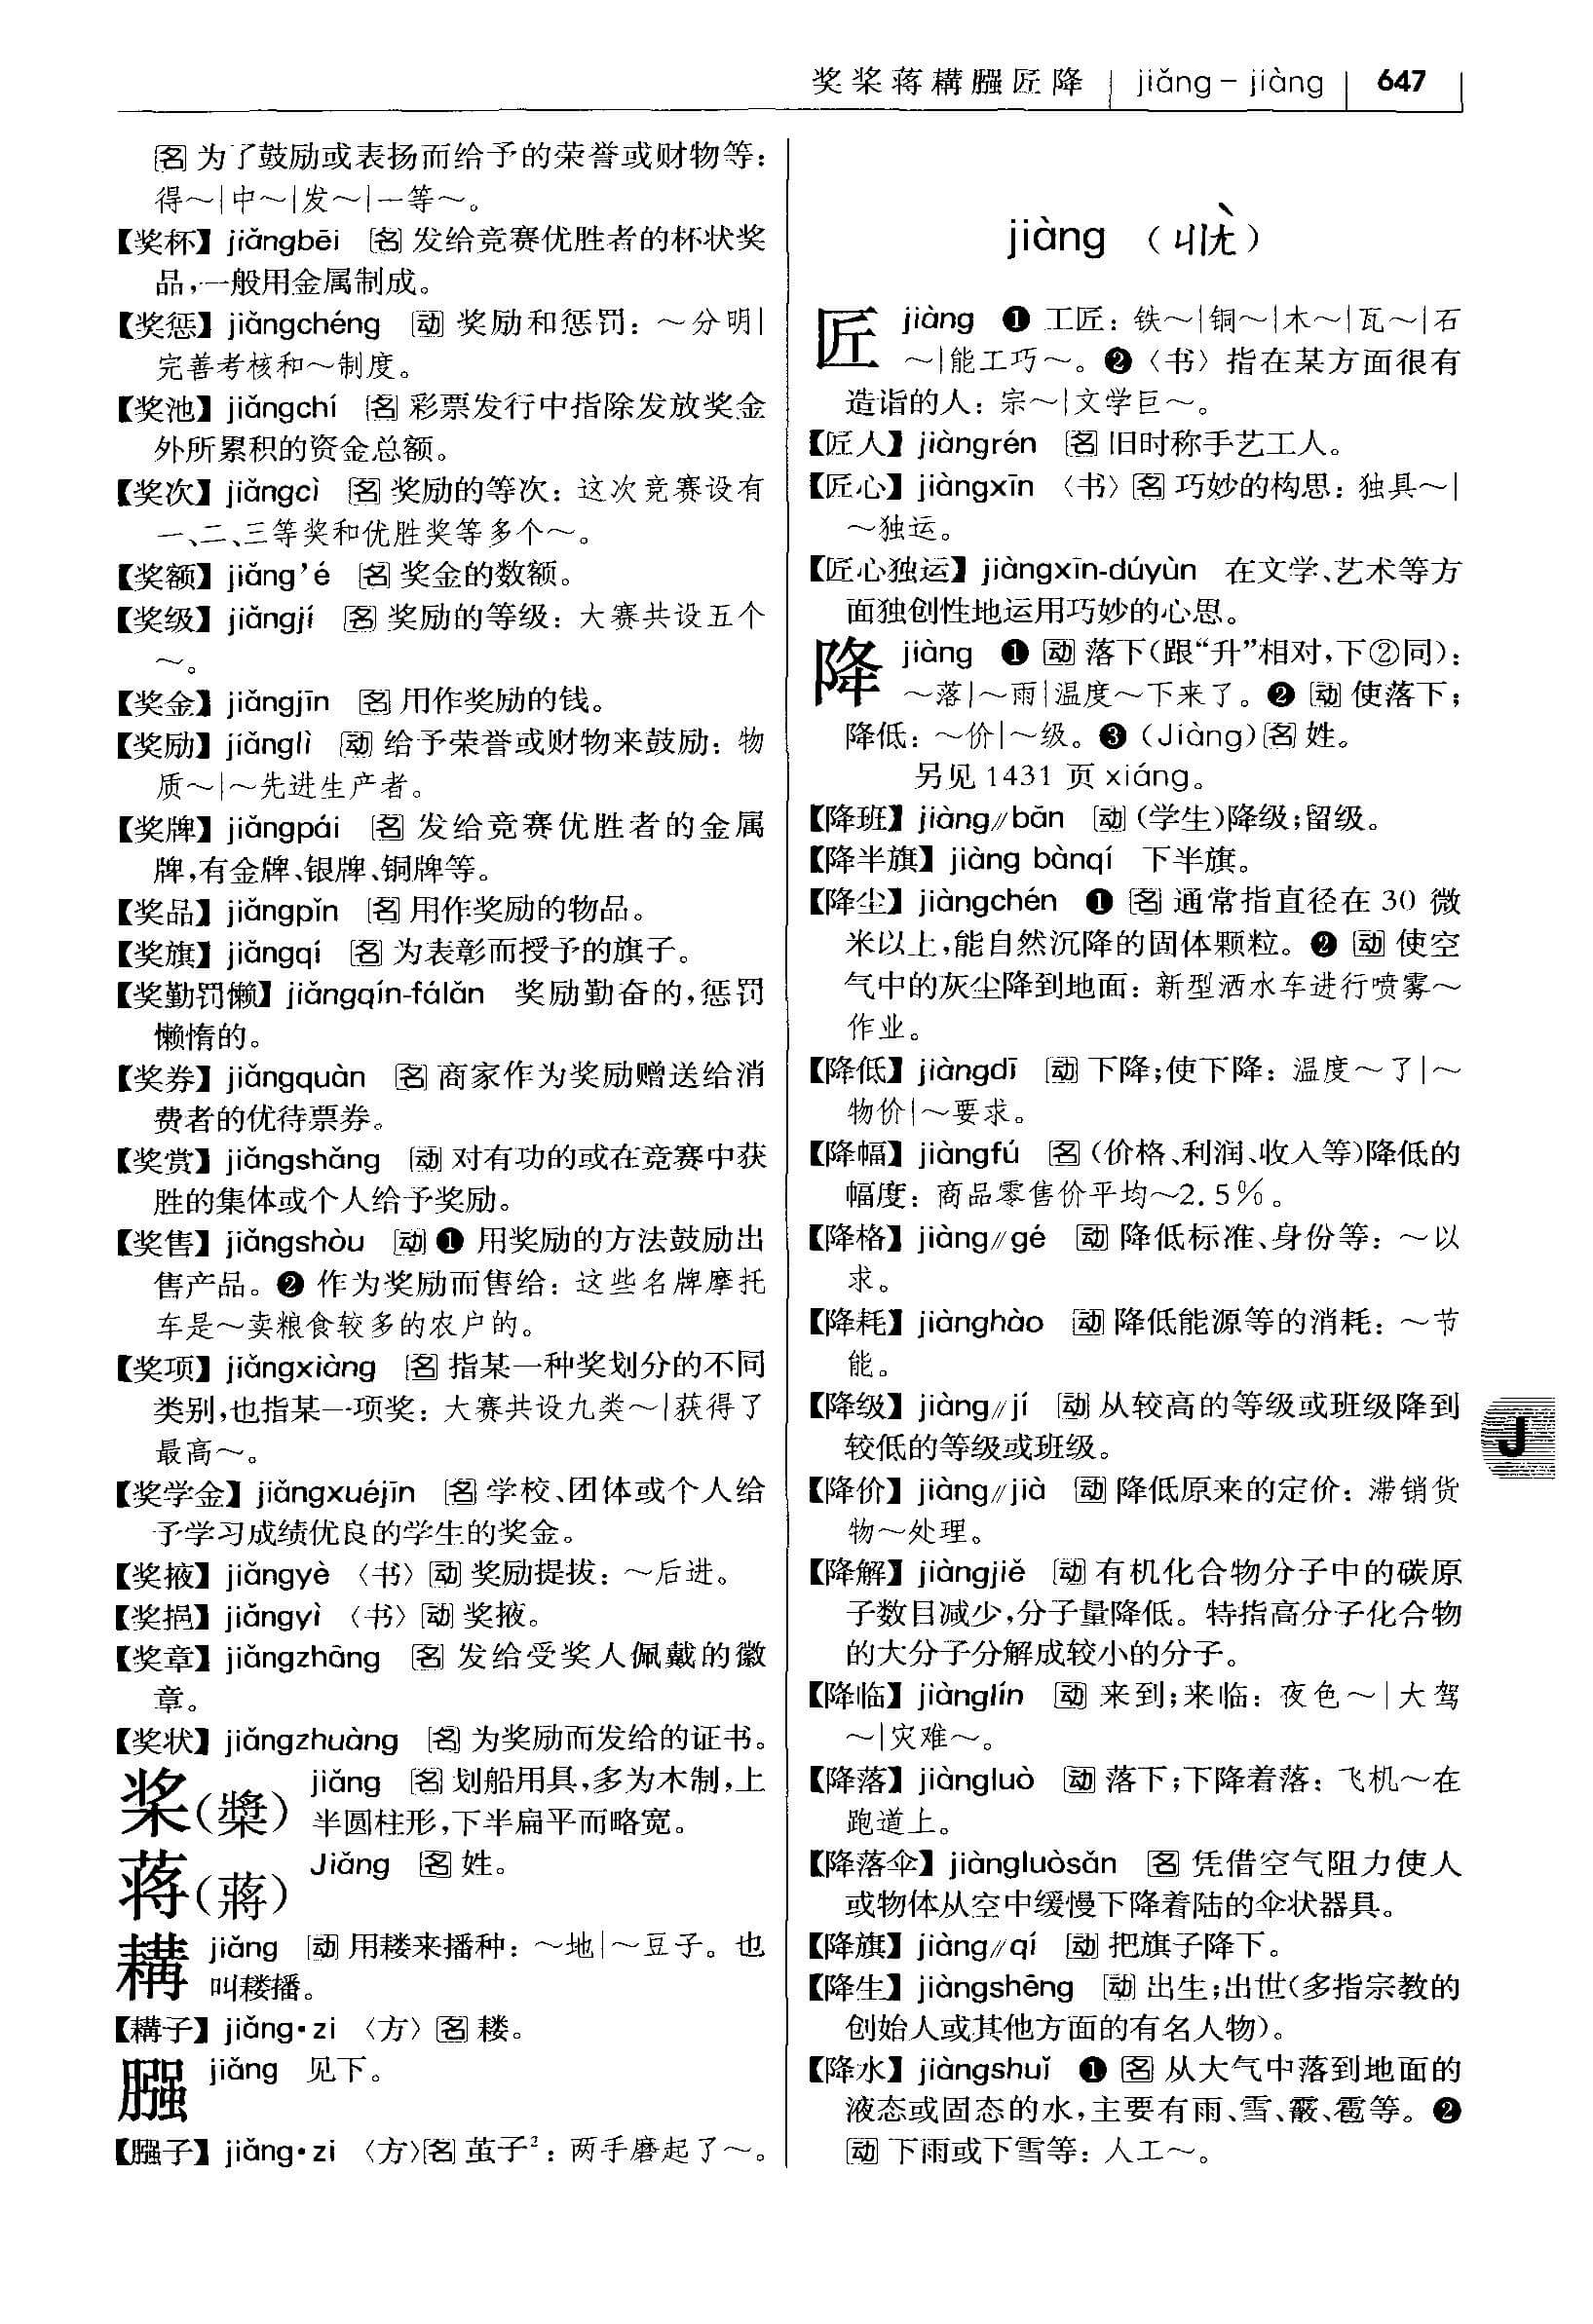 奖桨蒋耩膙匠降 jiǎng－jiàng 647
名 为了鼓励或表扬而给予的荣誉或财物等：
得～|中～|发～|一等～。
【奖杯】jiǎngbēi 名 发给竞赛优胜者的杯状奖
品，一般用金属制成。
【奖惩】jiǎngchéng 动 奖励和惩罚：～分明|
完善考核和～制度。
【奖池】jiǎngchí 名 彩票发行中指除发放奖金
外所累积的资金总额。
【奖次】jiǎngcì 名 奖励的等次：这次竞赛设有
一、二、三等奖和优胜奖等多个～。
【奖额】jiǎng’é 名 奖金的数额。
【奖级】jiǎngjí 名 奖励的等级：大赛共设五个
～。
【奖金】jiǎngjīn 名 用作奖励的钱。
【奖励】jiǎnglì 动 给予荣誉或财物来鼓励：物
质～|～先进生产者。
【奖牌】jiǎngpái 名 发给竞赛优胜者的金属
牌，有金牌、银牌、铜牌等。
【奖品】jiǎngpǐn 名 用作奖励的物品。
【奖旗】jiǎngqí 名 为表彰而授予的旗子。
【奖勤罚懒】jiǎngqín-fálǎn 奖励勤奋的，惩罚
懒惰的。
【奖券】jiǎngquàn 名 商家作为奖励赠送给消
费者的优待票券。
【奖赏】jiǎngshǎng 动 对有功的或在竞赛中获
胜的集体或个人给予奖励。
【奖售】jiǎngshòu 动 ❶ 用奖励的方法鼓励出
售产品。❷ 作为奖励而售给：这些名牌摩托
车是～卖粮食较多的农户的。
【奖项】jiǎngxiàng 名 指某一种奖划分的不同
类别，也指某一项奖：大赛共设九类～|获得了
最高～。
【奖学金】jiǎngxuéjīn 名 学校、团体或个人给
予学习成绩优良的学生的奖金。
【奖掖】jiǎngyè 〈书〉动 奖励提拔：～后进。
【奖挹】jiǎngyì 〈书〉动 奖掖。
【奖章】jiǎngzhāng 名 发给受奖人佩戴的徽
章。
【奖状】jiǎngzhuàng 名 为奖励而发给的证书。
桨（槳） jiǎng 名 划船用具，多为木制，上
半圆柱形，下半扁平而略宽。
蒋（蔣） Jiǎng 名 姓。
耩 jiǎng 动 用耧来播种：～地|～豆子。也
叫耧播。
【耩子】jiǎng·zi 〈方〉名 耧。
膙 jiǎng 见下。
【膙子】jiǎng·zi 〈方〉名 茧子²：两手磨起了～。
jiàng （ㄐㄧㄤˋ）
匠 jiàng ❶ 工匠：铁～|铜～|木～|瓦～|石
～|能工巧～。❷〈书〉指在某方面很有
造诣的人：宗～|文学巨～。
【匠人】jiàngrén 名 旧时称手艺工人。
【匠心】jiàngxīn 〈书〉名 巧妙的构思：独具～|
～独运。
【匠心独运】jiàngxīn-dúyùn 在文学、艺术等方
面独创性地运用巧妙的心思。
降 jiàng ❶ 动 落下（跟“升”相对，下②同）：
～落|～雨|温度～下来了。❷ 动 使落下；
降低：～价|～级。❸（Jiàng）名 姓。
另见 1431 页 xiáng。
【降班】jiàng∥bān 动（学生）降级；留级。
【降半旗】jiàng bànqí 下半旗。
【降尘】jiàngchén ❶ 名 通常指直径在 30 微
米以上，能自然沉降的固体颗粒。❷ 动 使空
气中的灰尘降到地面：新型洒水车进行喷雾～
作业。
【降低】jiàngdī 动 下降；使下降：温度～了|～
物价|～要求。
【降幅】jiàngfú 名（价格、利润、收入等）降低的
幅度：商品零售价平均～2.5％。
【降格】jiàng∥gé 动 降低标准、身份等：～以
求。
【降耗】jiànghào 动 降低能源等的消耗：～节
能。
【降级】jiàng∥jí 动 从较高的等级或班级降到
较低的等级或班级。
【降价】jiàng∥jià 动 降低原来的定价：滞销货
物～处理。
【降解】jiàngjiě 动 有机化合物分子中的碳原
子数目减少，分子量降低。特指高分子化合物
的大分子分解成较小的分子。
【降临】jiànglín 动 来到；来临：夜色～|大驾
～|灾难～。
【降落】jiàngluò 动 落下；下降着落：飞机～在
跑道上。
【降落伞】jiàngluòsǎn 名 凭借空气阻力使人
或物体从空中缓慢下降着陆的伞状器具。
【降旗】jiàng∥qí 动 把旗子降下。
【降生】jiàngshēng 动 出生；出世（多指宗教的
创始人或其他方面的有名人物）。
【降水】jiàngshuǐ ❶ 名 从大气中落到地面的
液态或固态的水，主要有雨、雪、霰、雹等。❷
动 下雨或下雪等：人工～。
J